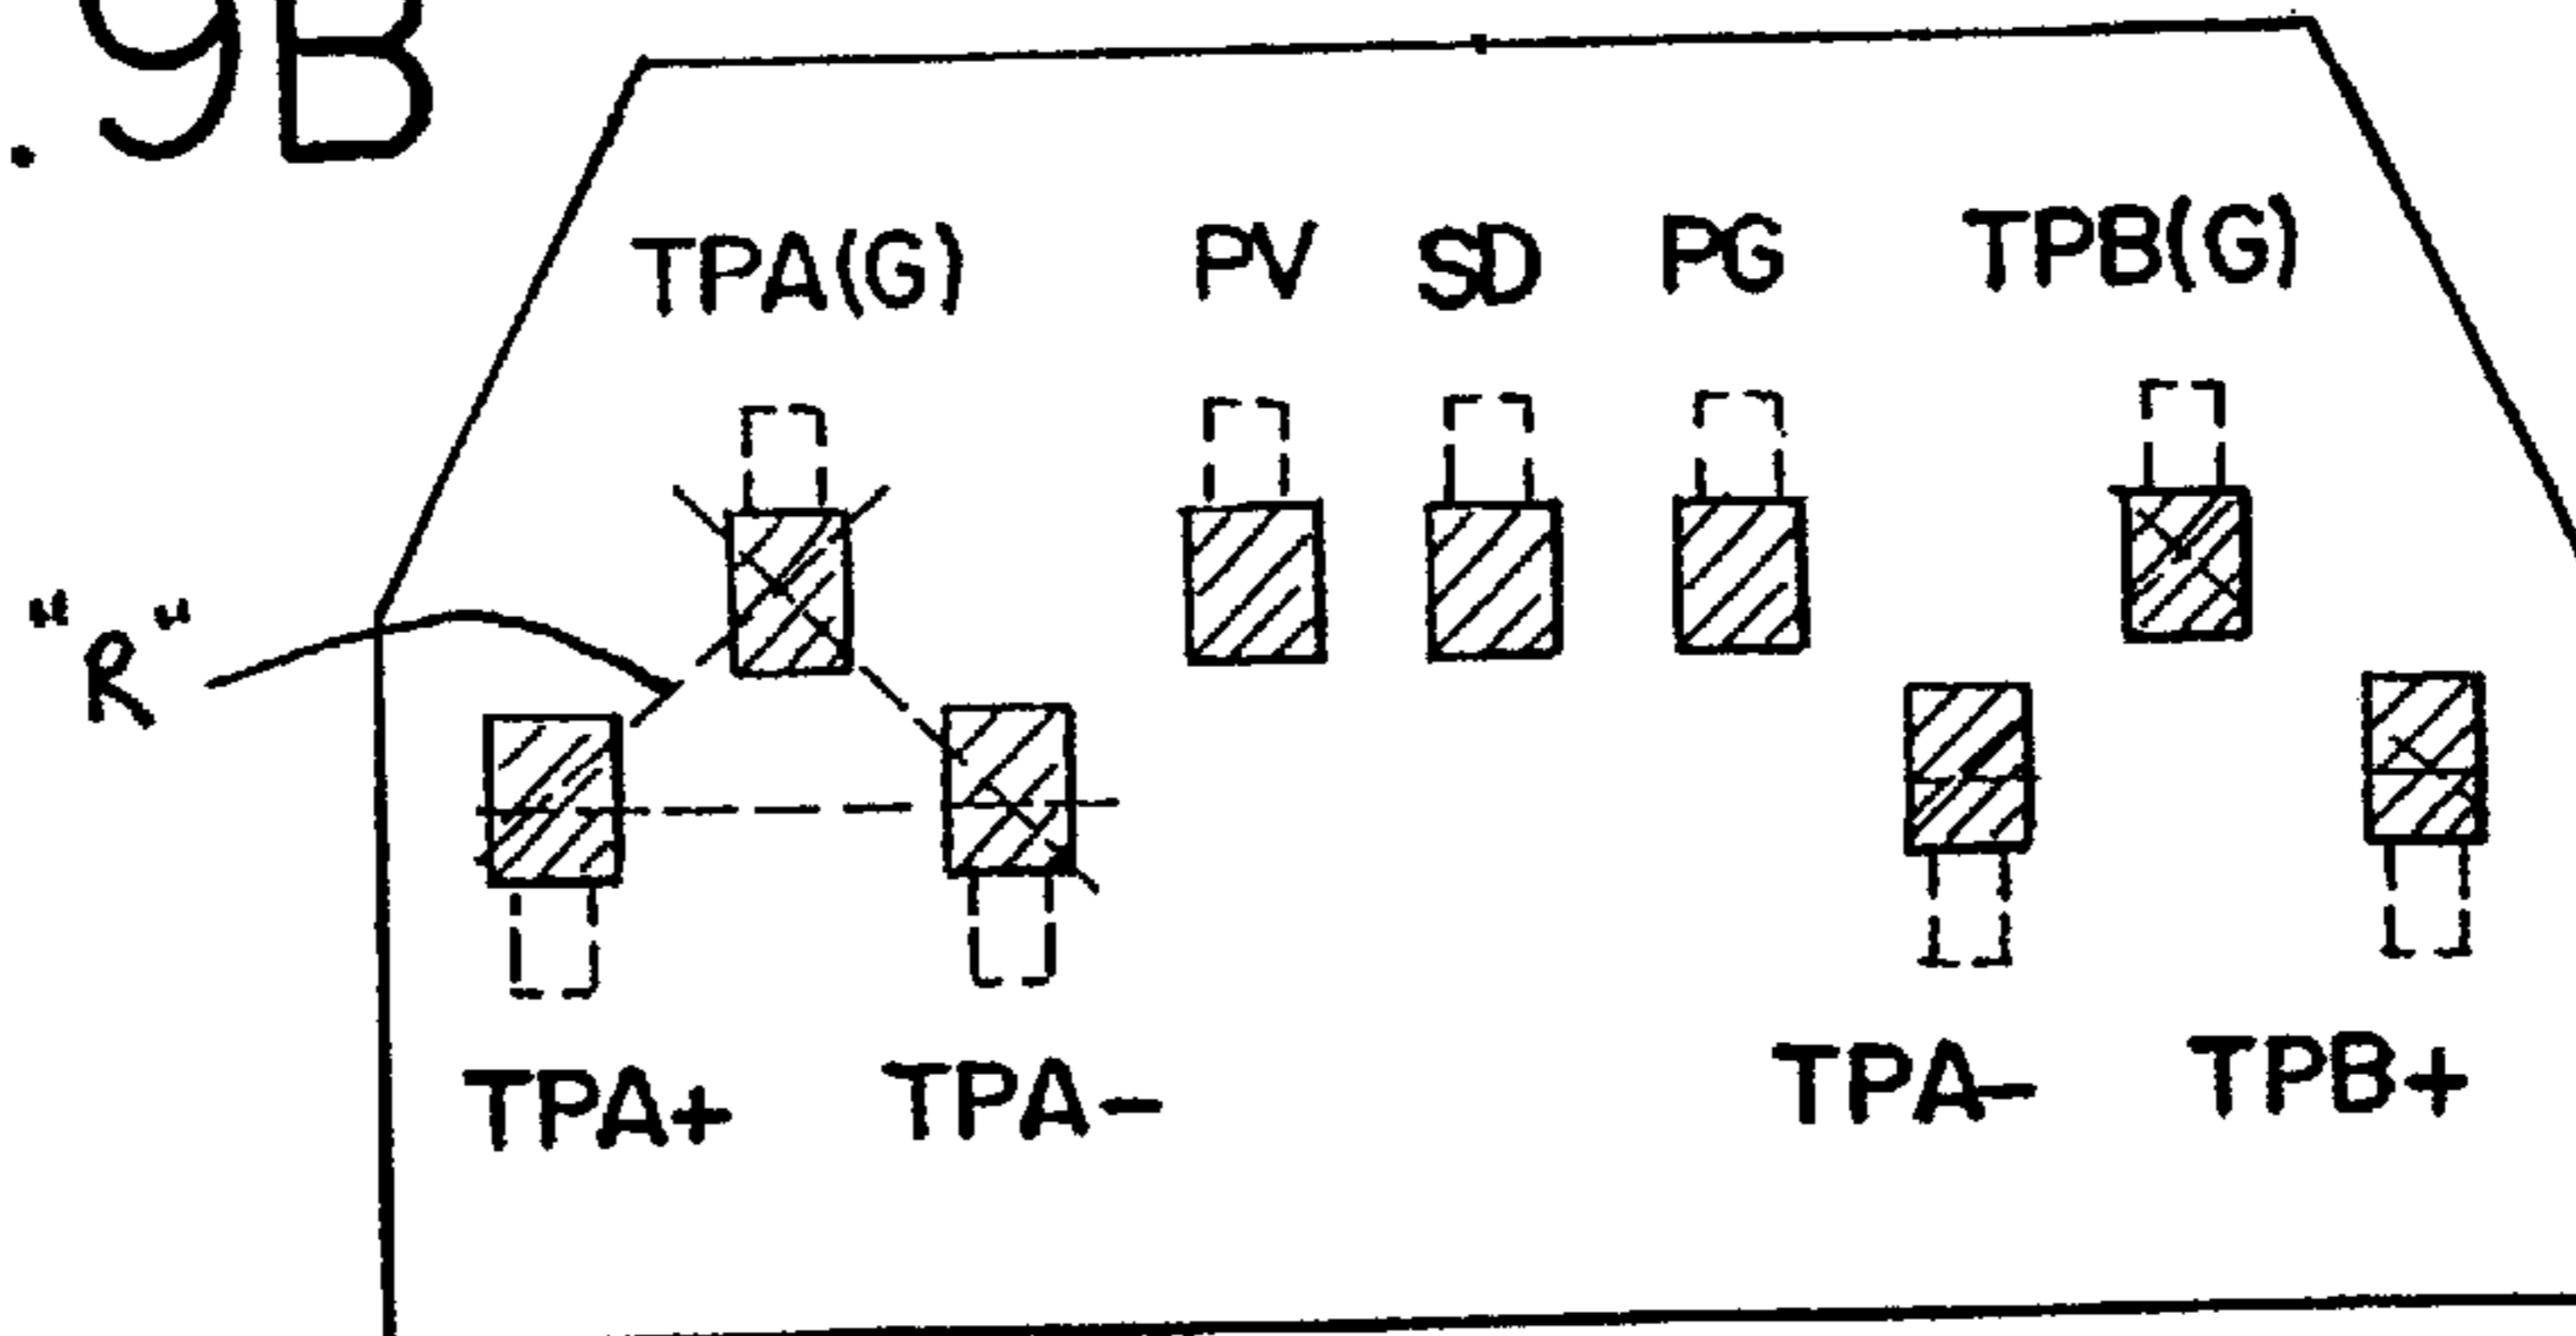 . 9B
TPA(G) PV SD PG TPB(G)
"R"
TPA+ TPA- TPA- TPB+